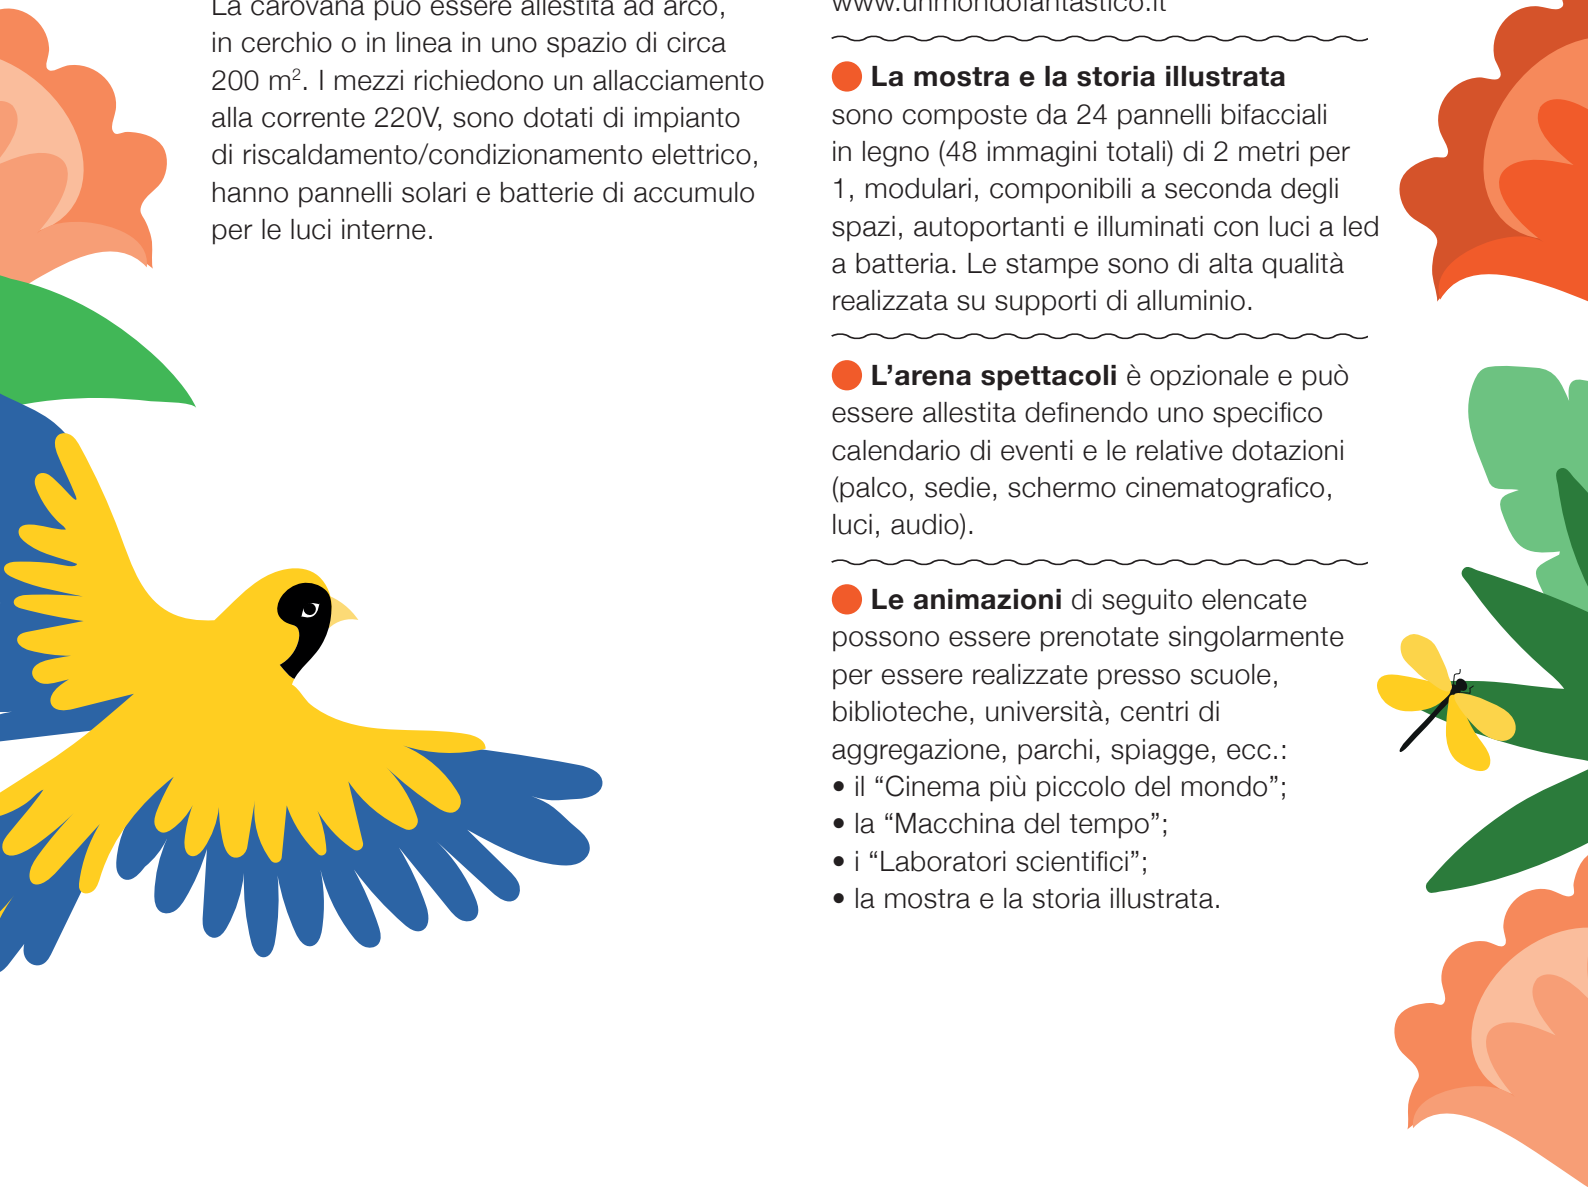 La carovana può essere allestita ad arco,
in cerchio o in linea in uno spazio di circa
200 m². I mezzi richiedono un allacciamento
alla corrente 220V, sono dotati di impianto
di riscaldamento/condizionamento elettrico,
hanno pannelli solari e batterie di accumulo
per le luci interne.
www.unmondofantastico.it
La mostra e la storia illustrata
sono composte da 24 pannelli bifacciali
in legno (48 immagini totali) di 2 metri per
1, modulari, componibili a seconda degli
spazi, autoportanti e illuminati con luci a led
a batteria. Le stampe sono di alta qualità
realizzata su supporti di alluminio.
L’arena spettacoli è opzionale e può
essere allestita definendo uno specifico
calendario di eventi e le relative dotazioni
(palco, sedie, schermo cinematografico,
luci, audio).
Le animazioni di seguito elencate
possono essere prenotate singolarmente
per essere realizzate presso scuole,
biblioteche, università, centri di
aggregazione, parchi, spiagge, ecc.:
• il “Cinema più piccolo del mondo”;
• la “Macchina del tempo”;
• i “Laboratori scientifici”;
• la mostra e la storia illustrata.